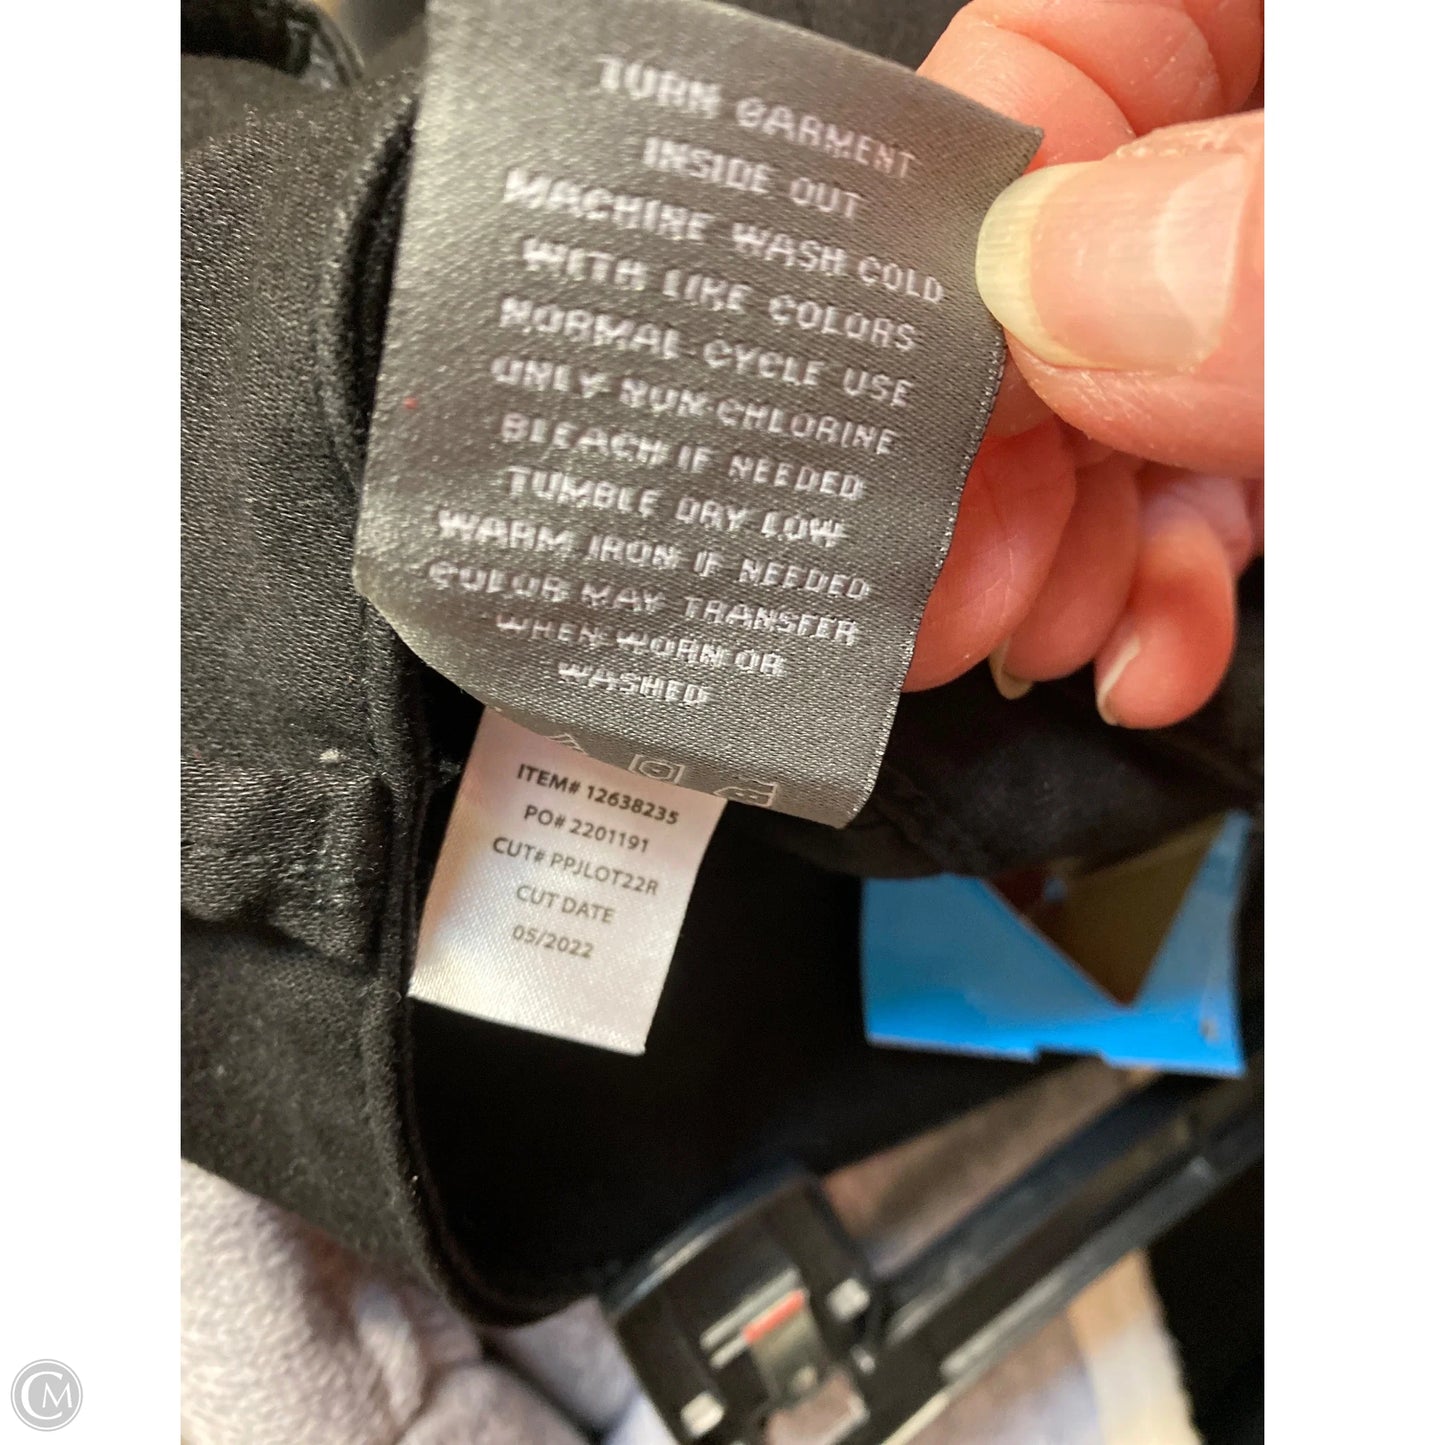 TURN GARMENT
INSIDE OUT
MACHINE WASH COLD
WITH LIKE COLORS
NORMAL CYCLE USE
ONLY NON-CHLORINE
BLEACH IF NEEDED
TUMBLE DRY LOW
WARM IRON IF NEEDED
COLOR MAY TRANSFER
WHEN WORN OR
WASHED
ITEM# 12638235
PO# 2201191
CUT# PPJLOT22R
CUT DATE
05/2022
CM